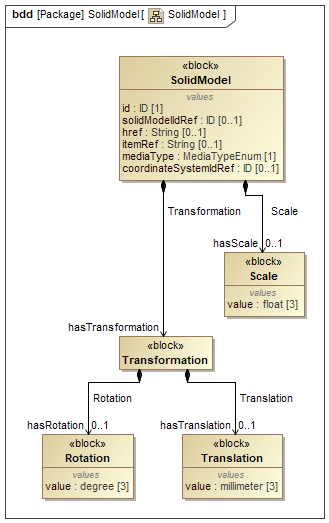 bdd [Package] SolidModel [ SolidModel ]
«block»
SolidModel
values
id : ID [1]
solidModelIdRef : ID [0..1]
href : String [0..1]
itemRef : String [0..1]
mediaType : MediaTypeEnum [1]
coordinateSystemIdRef : ID [0..1]
Transformation
Scale
hasScale 0..1
«block»
Scale
values
value : float [3]
hasTransformation
«block»
Transformation
Rotation
Translation
hasRotation 0..1
hasTranslation 0..1
«block»
Rotation
values
value : degree [3]
«block»
Translation
values
value : millimeter [3]